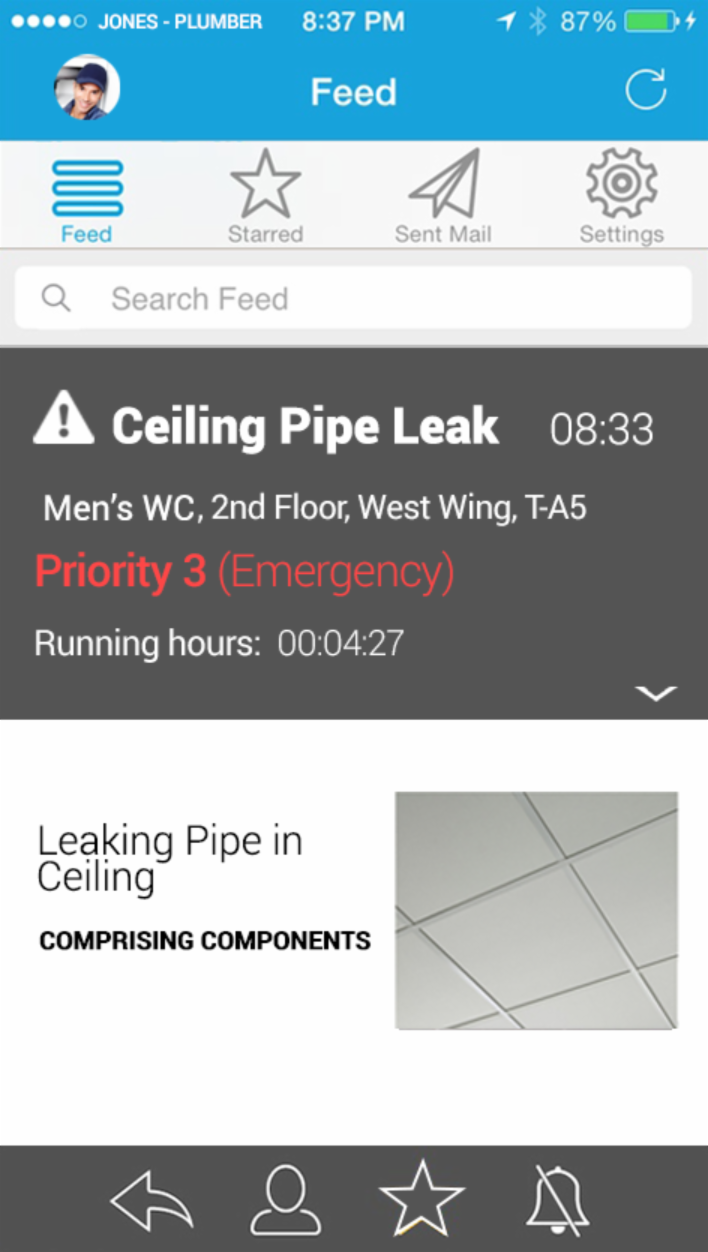 JONES - PLUMBER 8:37 PM 87%
Feed
Feed Starred Sent Mail Settings
Search Feed
Ceiling Pipe Leak 08:33
Men's WC, 2nd Floor, West Wing, T-A5
Priority 3 (Emergency)
Running hours: 00:04:27
Leaking Pipe in
Ceiling
COMPRISING COMPONENTS